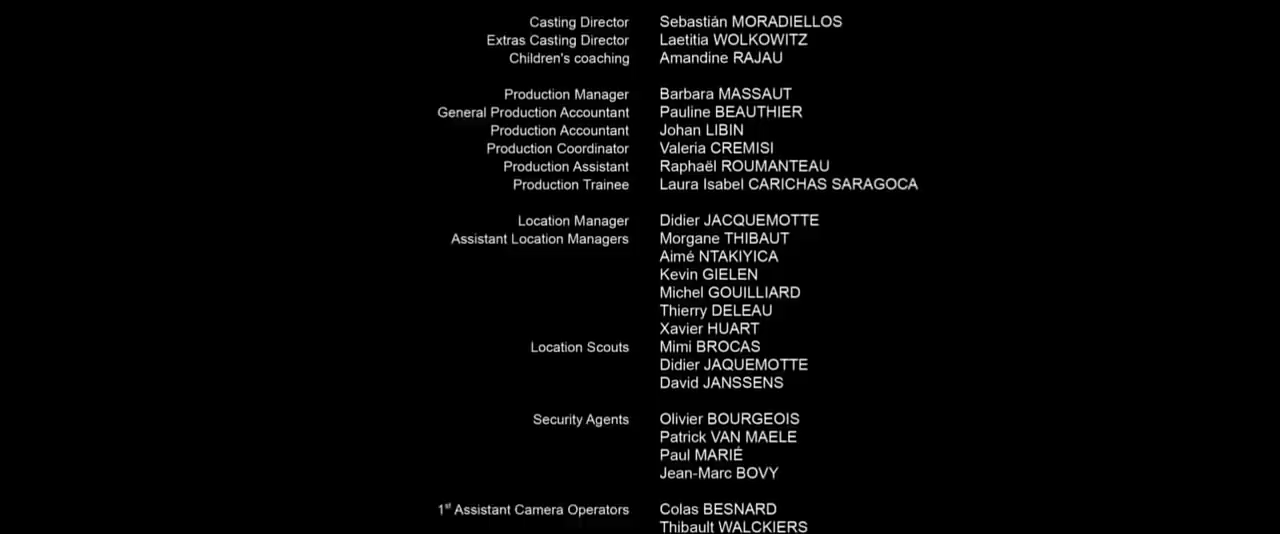 Casting Director Sebastián MORADIELLOS
Extras Casting Director Laetitia WOLKOWITZ
Children's coaching Amandine RAJAU
Production Manager Barbara MASSAUT
General Production Accountant Pauline BEAUTHIER
Production Accountant Johan LIBIN
Production Coordinator Valeria CREMISI
Production Assistant Raphaël ROUMANTEAU
Production Trainee Laura Isabel CARICHAS SARAGOCA
Location Manager Didier JACQUEMOTTE
Assistant Location Managers Morgane THIBAUT
Aimé NTAKIYICA
Kevin GIELEN
Michel GOUILLIARD
Thierry DELEAU
Xavier HUART
Location Scouts Mimi BROCAS
Didier JAQUEMOTTE
David JANSSENS
Security Agents Olivier BOURGEOIS
Patrick VAN MAELE
Paul MARIÉ
Jean-Marc BOVY
1st Assistant Camera Operators Colas BESNARD
Thibault WALCKIERS